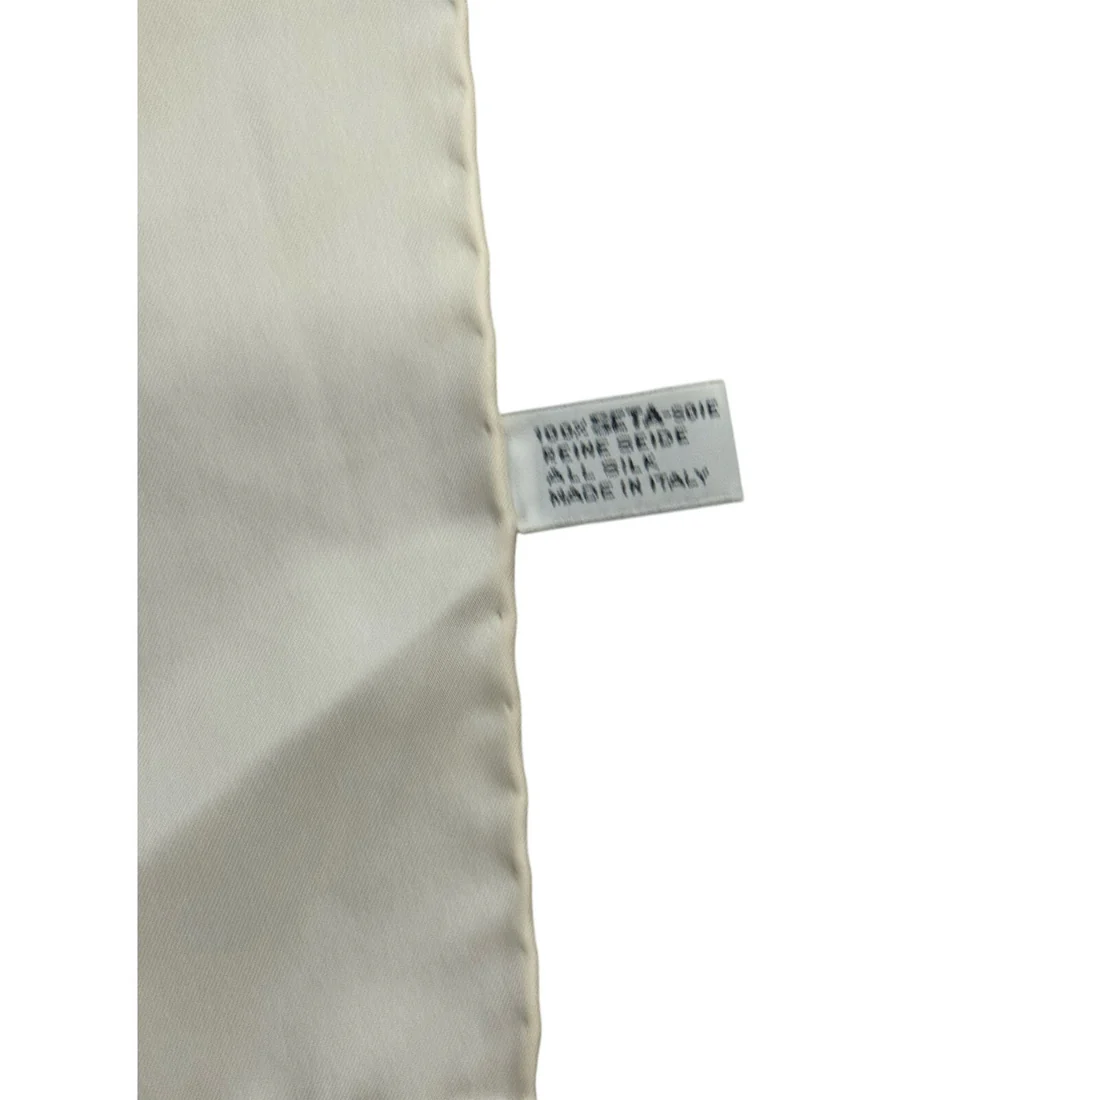 100% SETA-SOIE
REINE SEIDE
ALL SILK
MADE IN ITALY